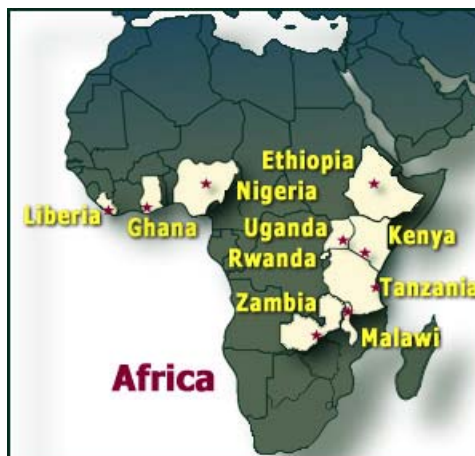 Ethiopia
Nigeria
Liberia
Ghana
Uganda
Kenya
Rwanda
Tanzania
Zambia
Malawi
Africa